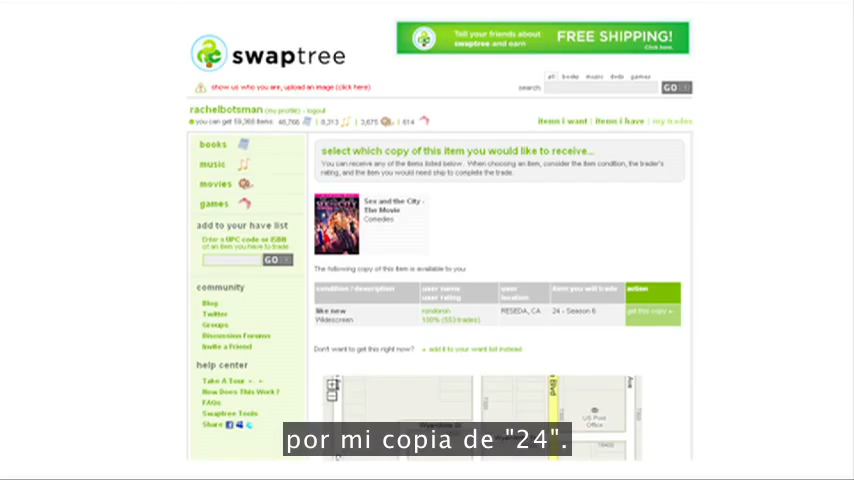 swaptree
Tell your friends about
swaptree and earn
FREE SHIPPING!
Click here.
all books music dvds games
search: GO
show us who you are, upload an image (click here)
rachelbotsman (my profile) - logout
you can get 59,366 items: 46,766 | 8,313 | 3,675 | 614
items i want | items i have | my trades
books
music
movies
games
add to your have list
Enter a UPC code or ISBN
of an item you have to trade
GO
community
Blog
Twitter
Groups
Discussion Forums
Invite a Friend
help center
Take A Tour
How Does This Work?
FAQs
Swaptree Tools
Share
select which copy of this item you would like to receive...
You can receive any of the items listed below. When choosing an item, consider the item condition, the trader's
rating, and the item you would need ship to complete the trade.
Sex and the City -
The Movie
Comedies
The following copy of this item is available to you:
condition / description user name user rating user location item you will trade action
like new
Widescreen
100% (553 trades)
RESEDA, CA
24 - Season 6
get this copy
Don't want to get this right now? + add it to your want list instead
Blvd
Ave
US Post
Office
por mi copia de "24".